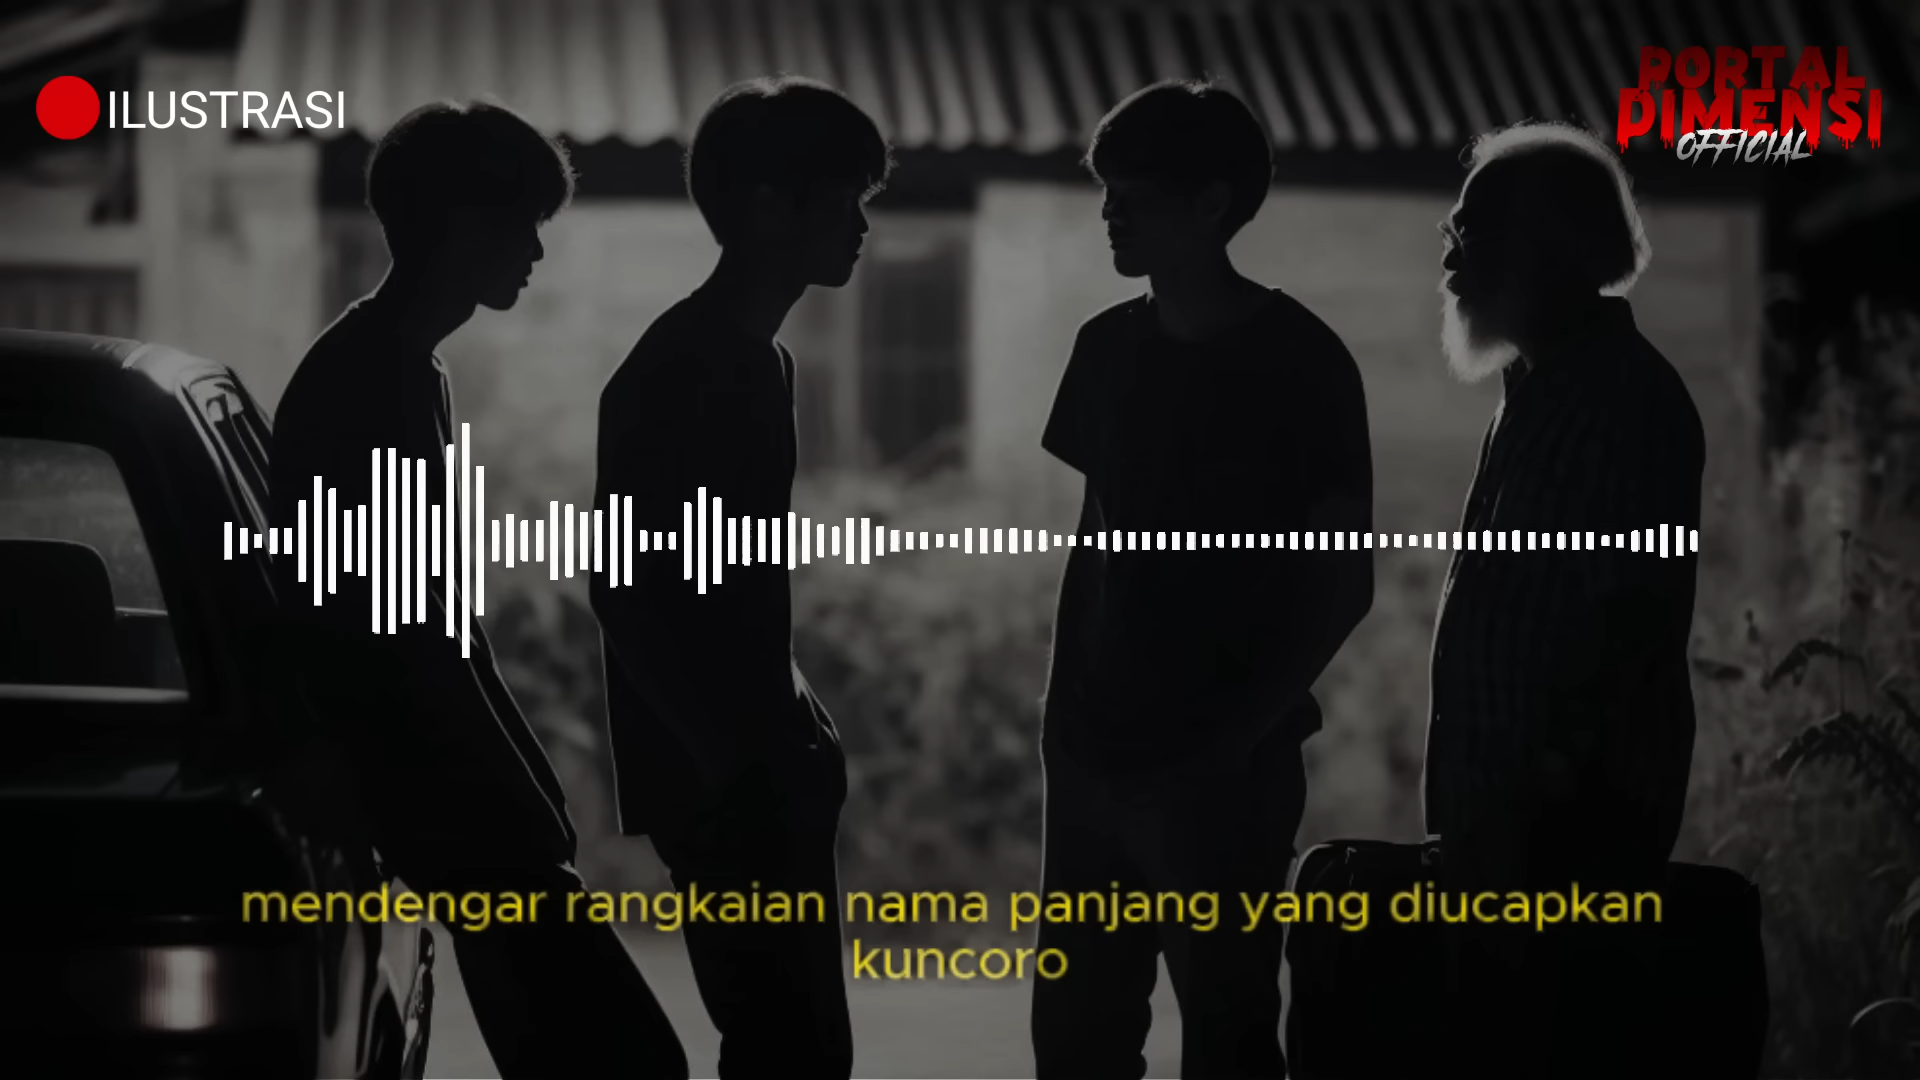 ILUSTRASI
PORTAL
DIMENSI
OFFICIAL
mendengar rangkaian nama panjang yang diucapkan
kuncoro